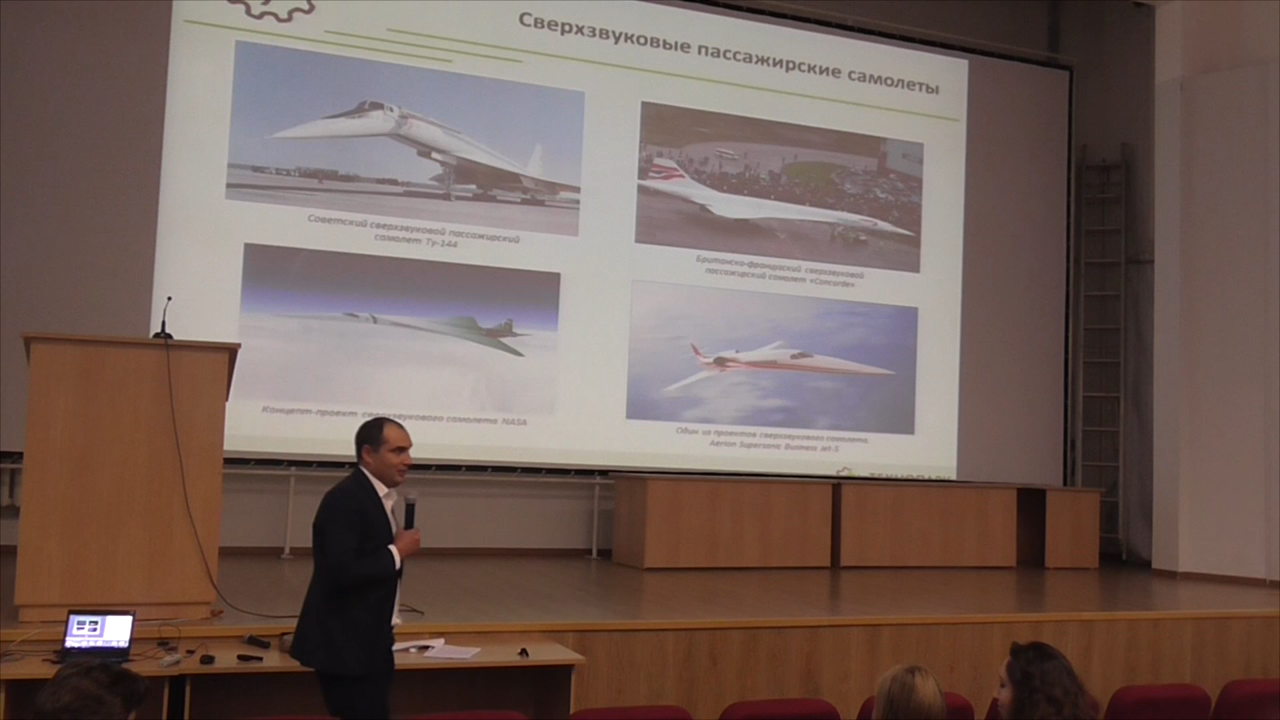 Сверхзвуковые пассажирские самолеты
Советский сверхзвуковой пассажирский
самолет Ту-144
Британско-французский сверхзвуковой
пассажирский самолет «Concorde»
Концепт-проект сверхзвукового самолета NASA
Один из проектов сверхзвукового самолета,
Aerion Supersonic Business Jet-S
ТЕХНОПАРК